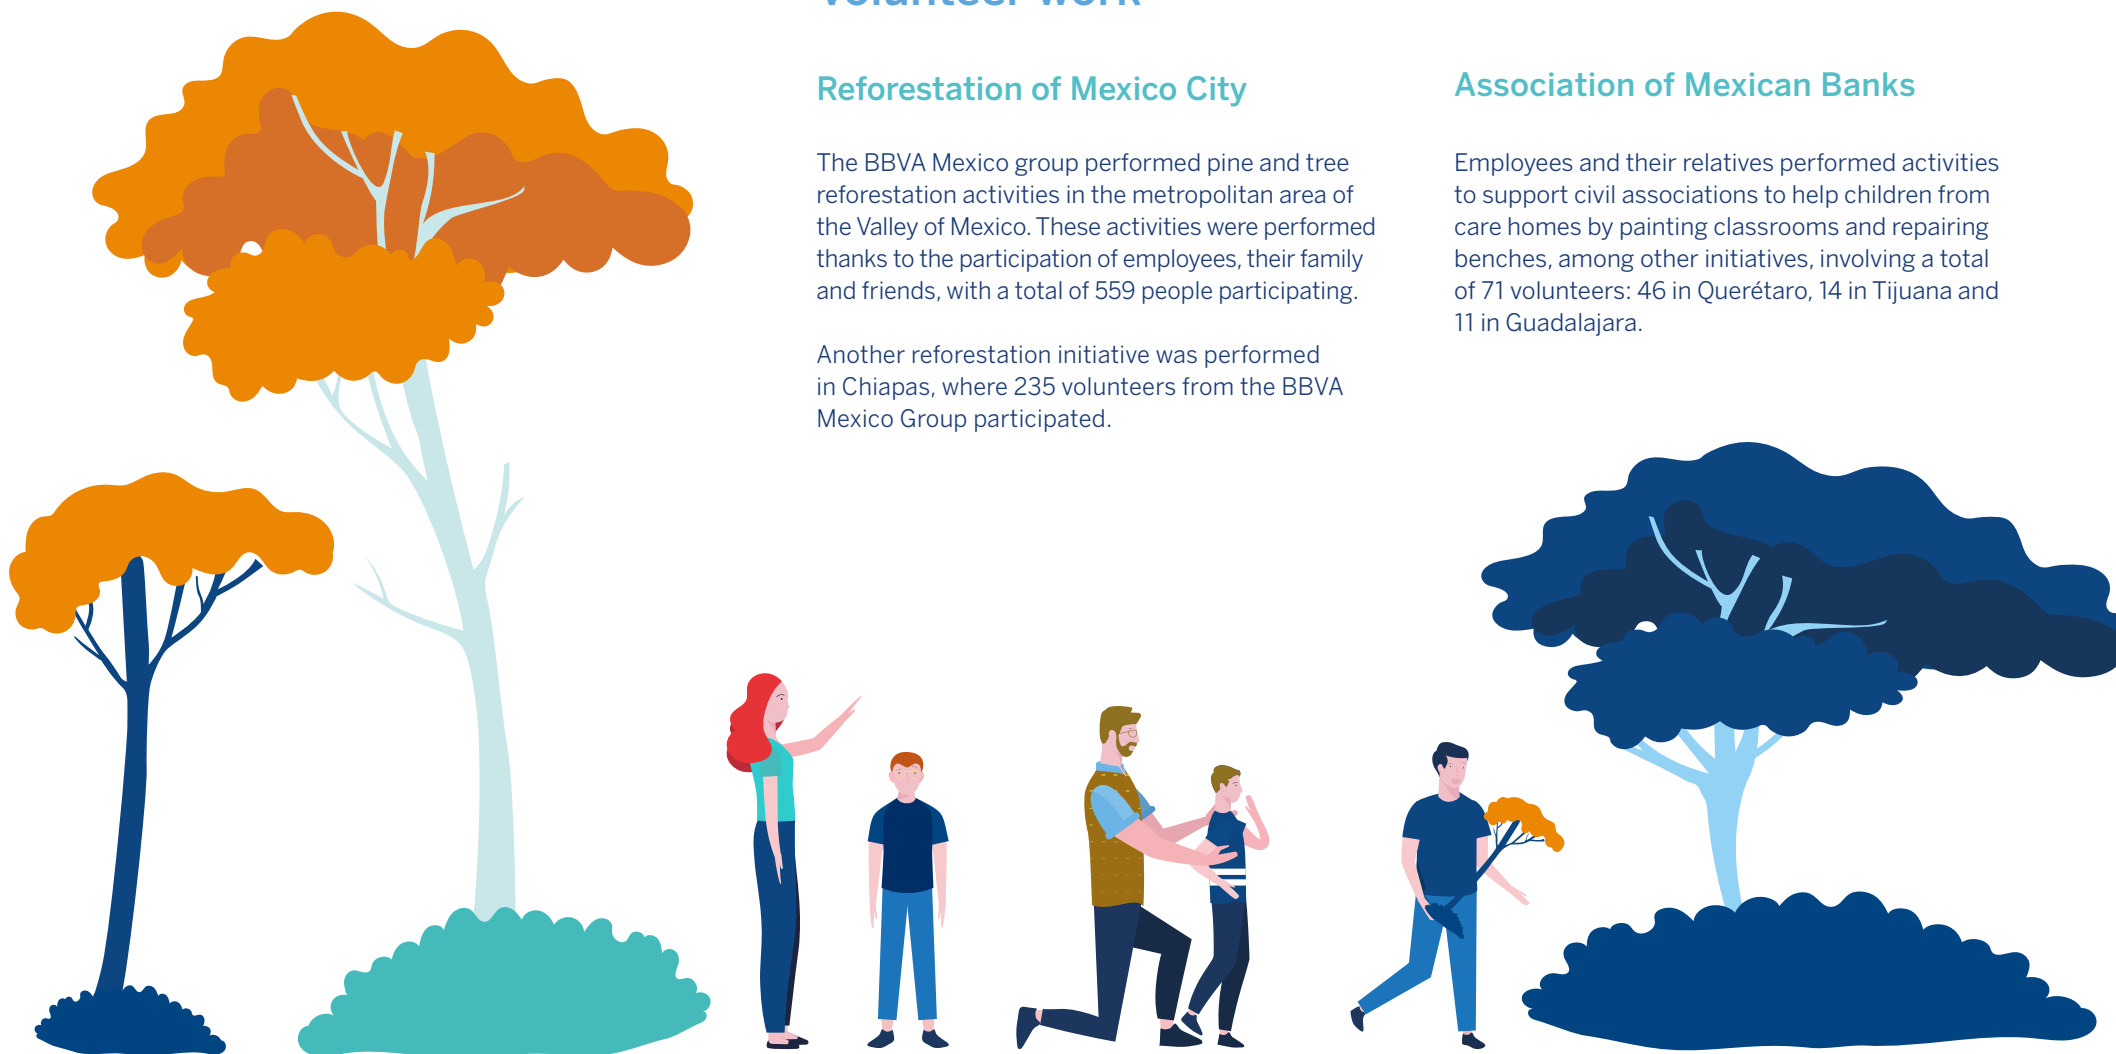 Volunteer work
Reforestation of Mexico City
The BBVA Mexico group performed pine and tree
reforestation activities in the metropolitan area of
the Valley of Mexico. These activities were performed
thanks to the participation of employees, their family
and friends, with a total of 559 people participating.
Another reforestation initiative was performed
in Chiapas, where 235 volunteers from the BBVA
Mexico Group participated.
Association of Mexican Banks
Employees and their relatives performed activities
to support civil associations to help children from
care homes by painting classrooms and repairing
benches, among other initiatives, involving a total
of 71 volunteers: 46 in Querétaro, 14 in Tijuana and
11 in Guadalajara.